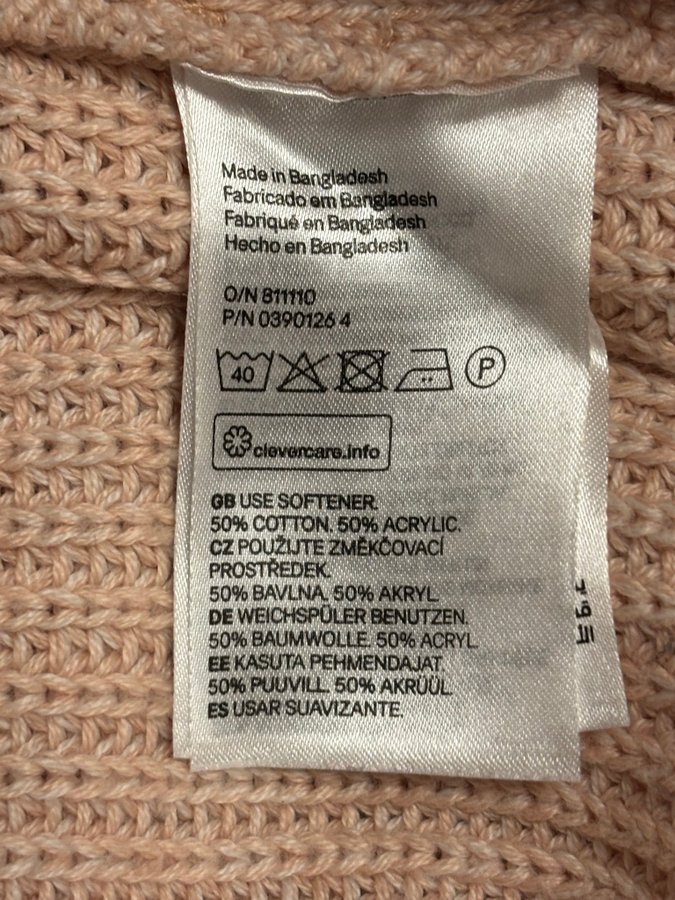 Made in Bangladesh
Fabricado em Bangladesh
Fabriqué en Bangladesh
Hecho en Bangladesh
O/N 811110
P/N 0390126 4
40 P
clevercare.info
GB USE SOFTENER.
50% COTTON. 50% ACRYLIC.
CZ POUŽIJTE ZMĚKČOVACÍ
PROSTŘEDEK.
50% BAVLNA. 50% AKRYL.
DE WEICHSPÜLER BENUTZEN.
50% BAUMWOLLE. 50% ACRYL.
EE KASUTA PEHMENDAJAT.
50% PUUVILL. 50% AKRÜÜL.
ES USAR SUAVIZANTE.